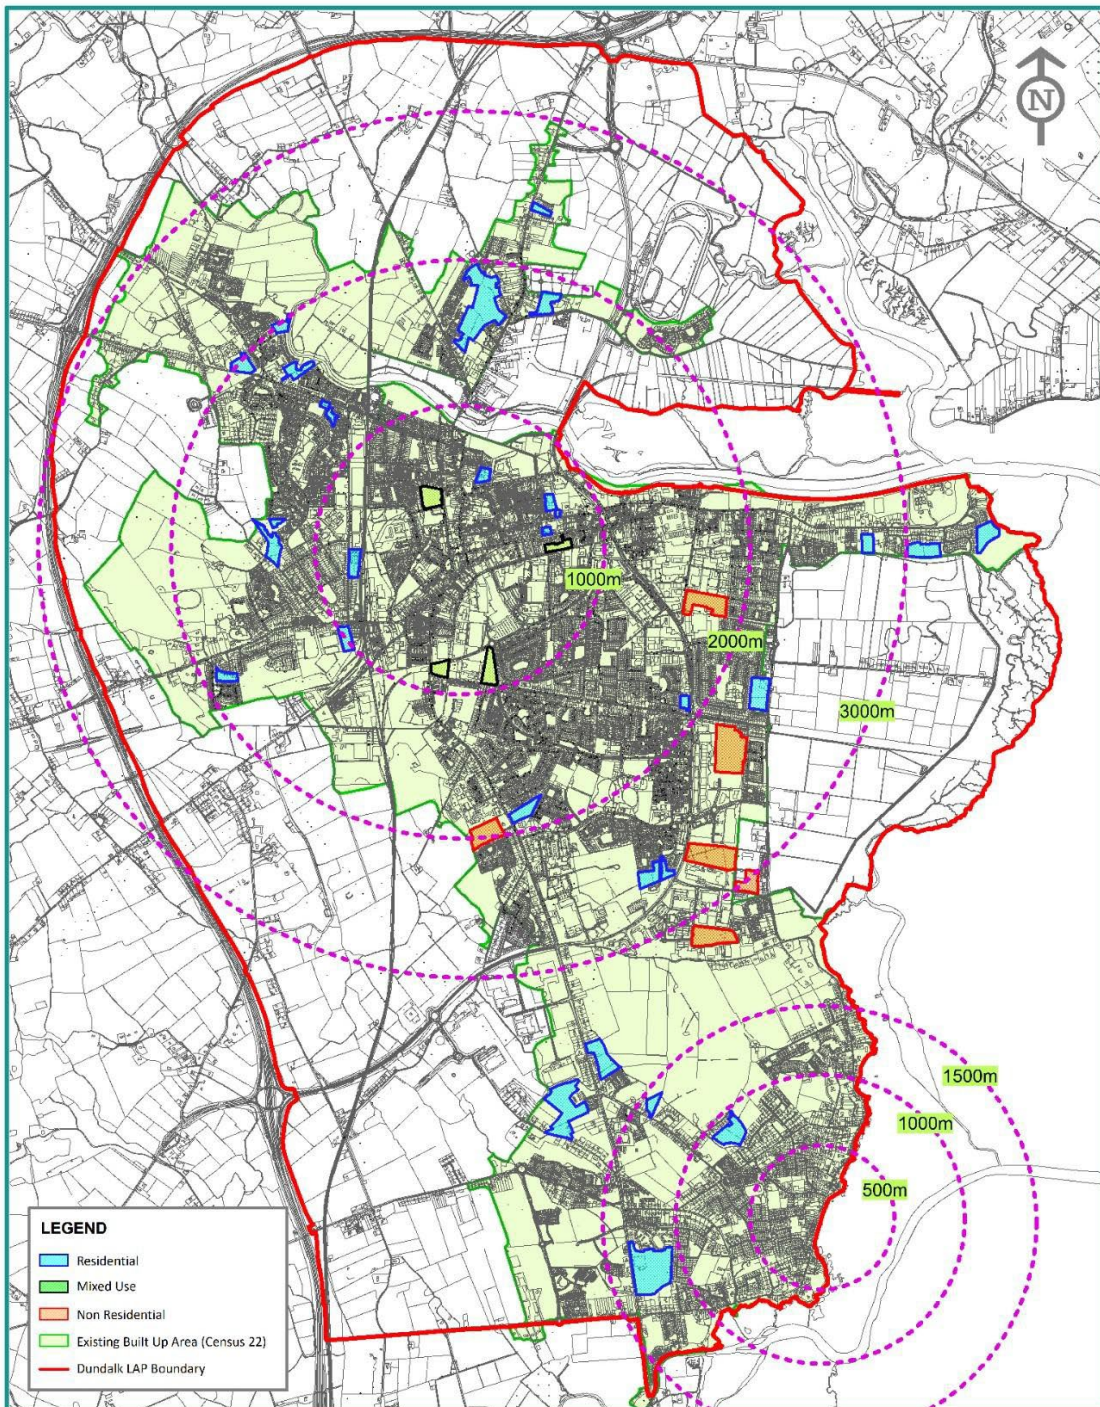 N
1000m
2000m
3000m
1500m
1000m
500m
LEGEND
Residential
Mixed Use
Non Residential
Existing Built Up Area (Census 22)
Dundalk LAP Boundary